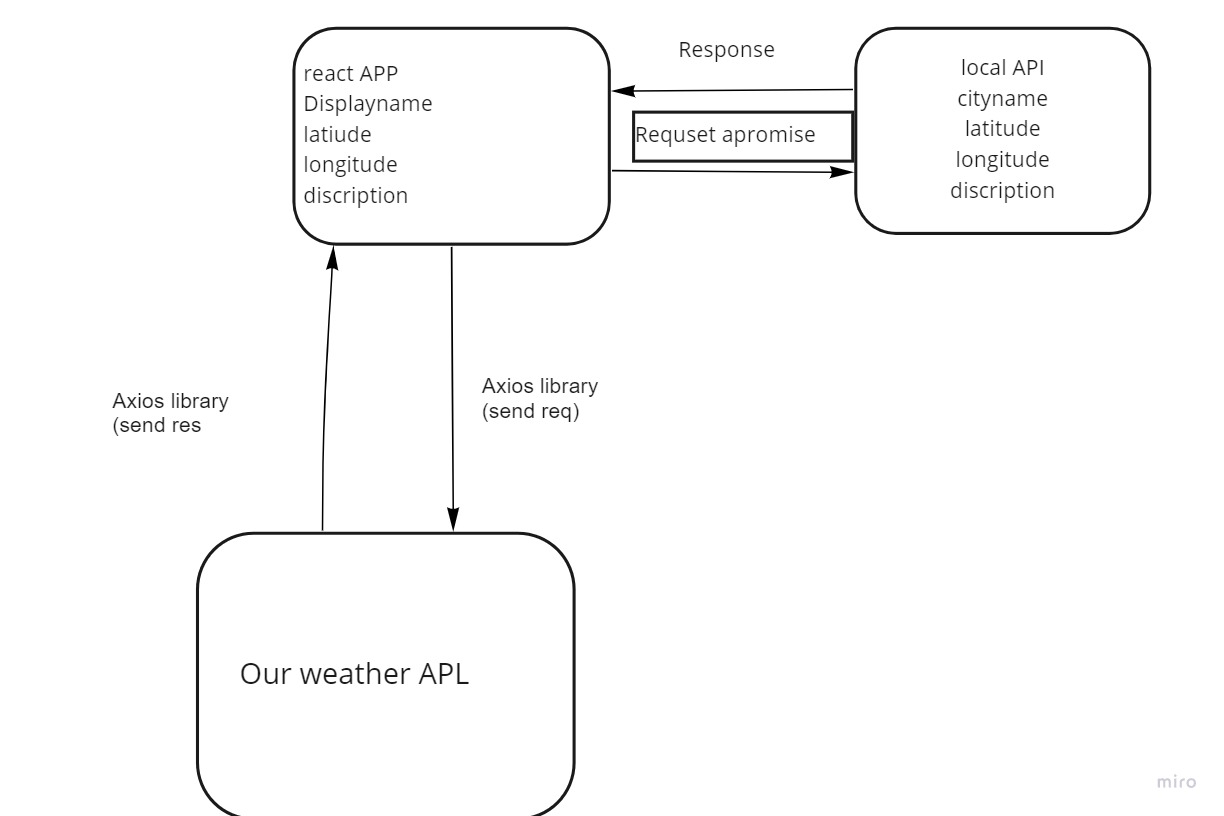 react APP
Displayname
latiude
longitude
discription
Response
Requset apromise
local API
cityname
latitude
longitude
discription
Axios library
(send res
Axios library
(send req)
Our weather APL
miro